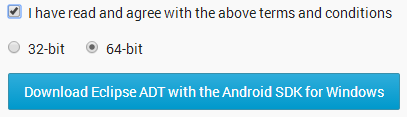 I have read and agree with the above terms and conditions
32-bit 64-bit
Download Eclipse ADT with the Android SDK for Windows